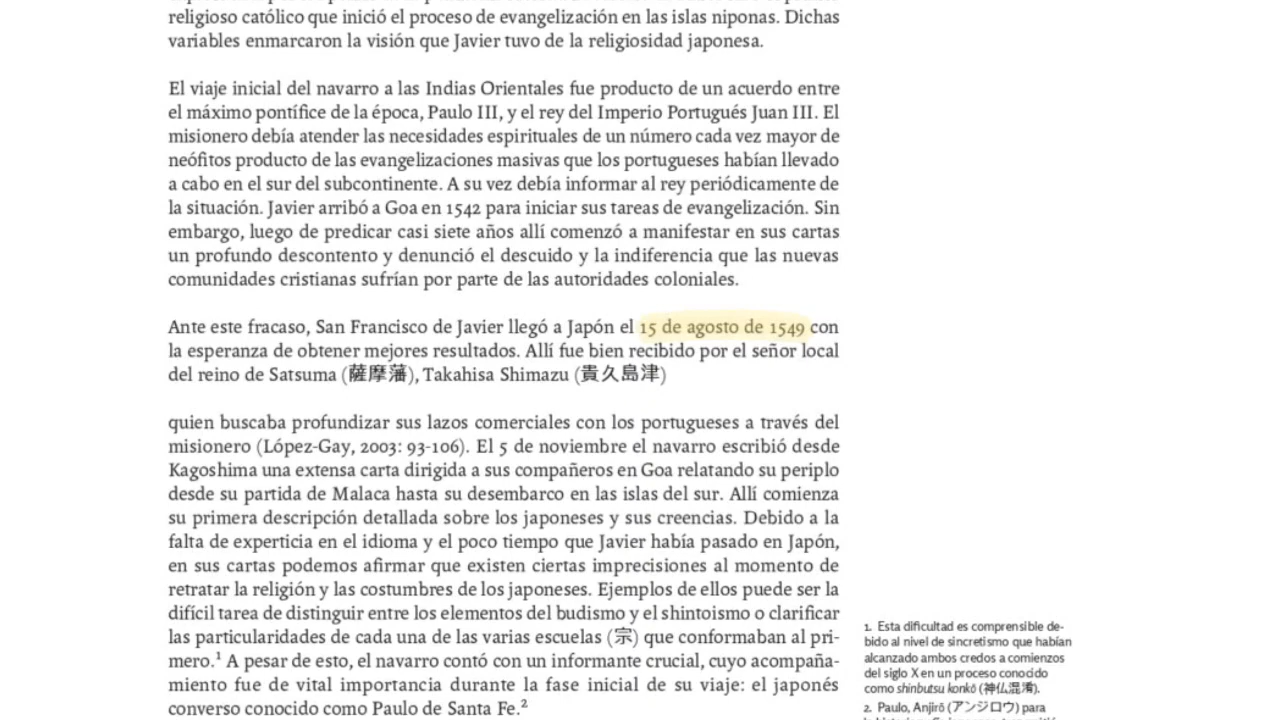 religioso católico que inició el proceso de evangelización en las islas niponas. Dichas
variables enmarcaron la visión que Javier tuvo de la religiosidad japonesa.
El viaje inicial del navarro a las Indias Orientales fue producto de un acuerdo entre
el máximo pontífice de la época, Paulo III, y el rey del Imperio Portugués Juan III. El
misionero debía atender las necesidades espirituales de un número cada vez mayor de
neófitos producto de las evangelizaciones masivas que los portugueses habían llevado
a cabo en el sur del subcontinente. A su vez debía informar al rey periódicamente de
la situación. Javier arribó a Goa en 1542 para iniciar sus tareas de evangelización. Sin
embargo, luego de predicar casi siete años allí comenzó a manifestar en sus cartas
un profundo descontento y denunció el descuido y la indiferencia que las nuevas
comunidades cristianas sufrían por parte de las autoridades coloniales.
Ante este fracaso, San Francisco de Javier llegó a Japón el 15 de agosto de 1549 con
la esperanza de obtener mejores resultados. Allí fue bien recibido por el señor local
del reino de Satsuma (薩摩藩), Takahisa Shimazu (貴久島津)
quien buscaba profundizar sus lazos comerciales con los portugueses a través del
misionero (López-Gay, 2003: 93-106). El 5 de noviembre el navarro escribió desde
Kagoshima una extensa carta dirigida a sus compañeros en Goa relatando su periplo
desde su partida de Malaca hasta su desembarco en las islas del sur. Allí comienza
su primera descripción detallada sobre los japoneses y sus creencias. Debido a la
falta de experticia en el idioma y el poco tiempo que Javier había pasado en Japón,
en sus cartas podemos afirmar que existen ciertas imprecisiones al momento de
retratar la religión y las costumbres de los japoneses. Ejemplos de ellos puede ser la
difícil tarea de distinguir entre los elementos del budismo y el shintoismo o clarificar
las particularidades de cada una de las varias escuelas (宗) que conformaban al pri-
mero.¹ A pesar de esto, el navarro contó con un informante crucial, cuyo acompaña-
miento fue de vital importancia durante la fase inicial de su viaje: el japonés
converso conocido como Paulo de Santa Fe.²
1. Esta dificultad es comprensible de-
bido al nivel de sincretismo que habían
alcanzado ambos credos a comienzos
del siglo X en un proceso conocido
como shinbutsu konkō (神仏混淆).
2. Paulo, Anjirō (アンジロウ) para